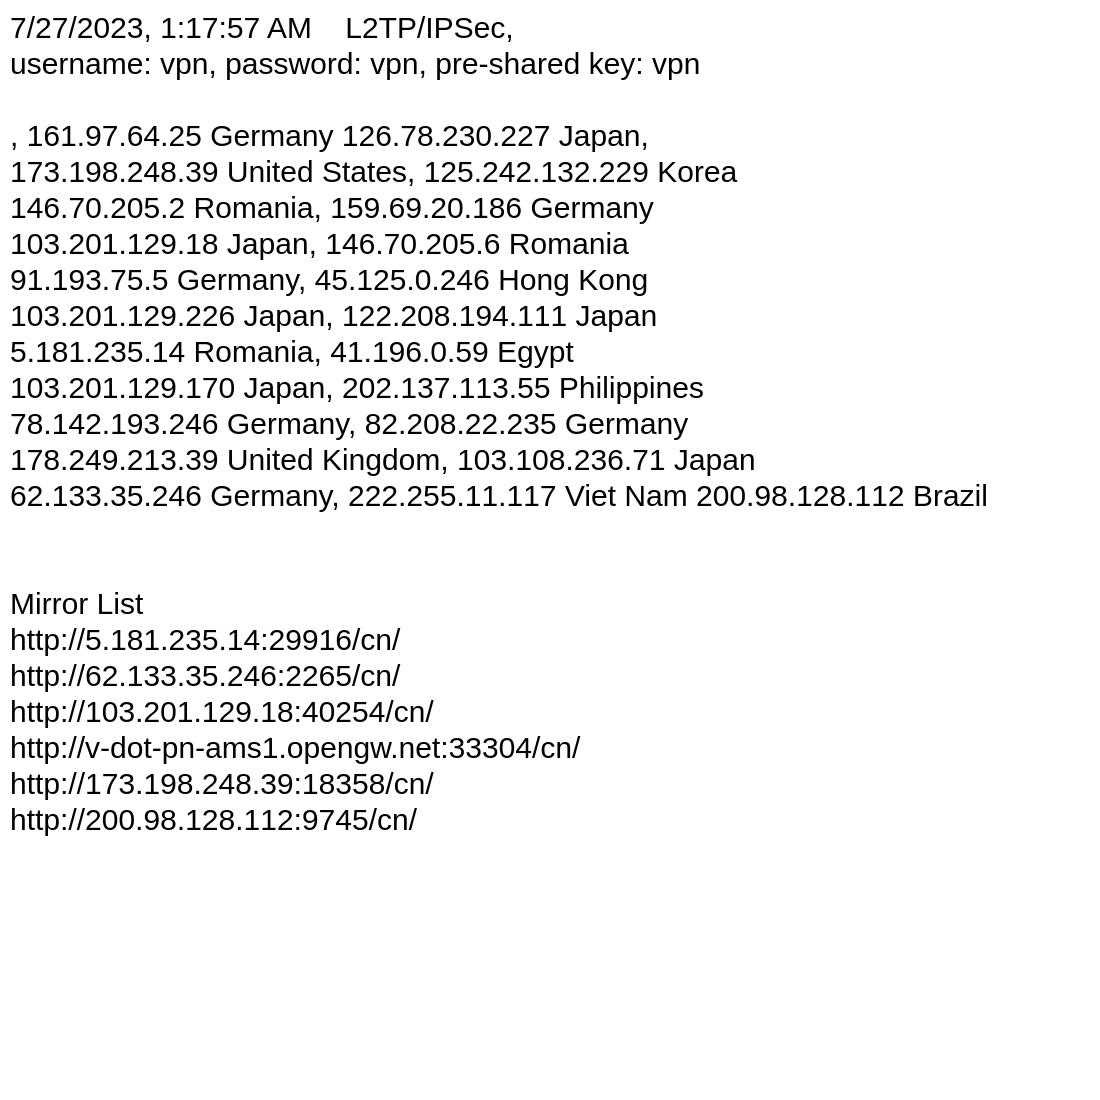 7/27/2023, 1:17:57 AM    L2TP/IPSec,
username: vpn, password: vpn, pre-shared key: vpn
, 161.97.64.25 Germany 126.78.230.227 Japan,
173.198.248.39 United States, 125.242.132.229 Korea
146.70.205.2 Romania, 159.69.20.186 Germany
103.201.129.18 Japan, 146.70.205.6 Romania
91.193.75.5 Germany, 45.125.0.246 Hong Kong
103.201.129.226 Japan, 122.208.194.111 Japan
5.181.235.14 Romania, 41.196.0.59 Egypt
103.201.129.170 Japan, 202.137.113.55 Philippines
78.142.193.246 Germany, 82.208.22.235 Germany
178.249.213.39 United Kingdom, 103.108.236.71 Japan
62.133.35.246 Germany, 222.255.11.117 Viet Nam 200.98.128.112 Brazil
Mirror List
http://5.181.235.14:29916/cn/
http://62.133.35.246:2265/cn/
http://103.201.129.18:40254/cn/
http://v-dot-pn-ams1.opengw.net:33304/cn/
http://173.198.248.39:18358/cn/
http://200.98.128.112:9745/cn/